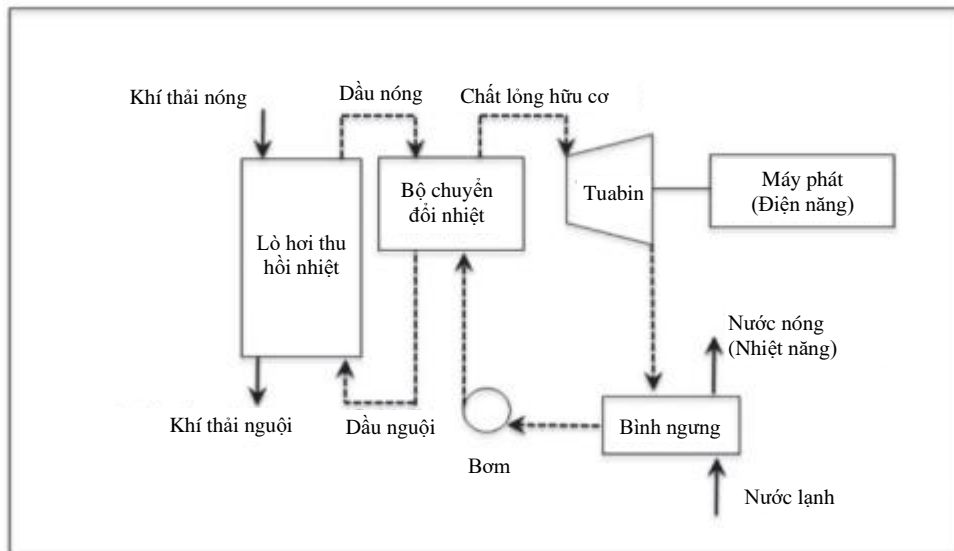 Khí thải nóng
Dầu nóng
Chất lỏng hữu cơ
Bộ chuyển
đổi nhiệt
Tuabin
Máy phát
(Điện năng)
Lò hơi thu
hồi nhiệt
Nước nóng
(Nhiệt năng)
Khí thải nguội
Dầu nguội
Bơm
Bình ngưng
Nước lạnh